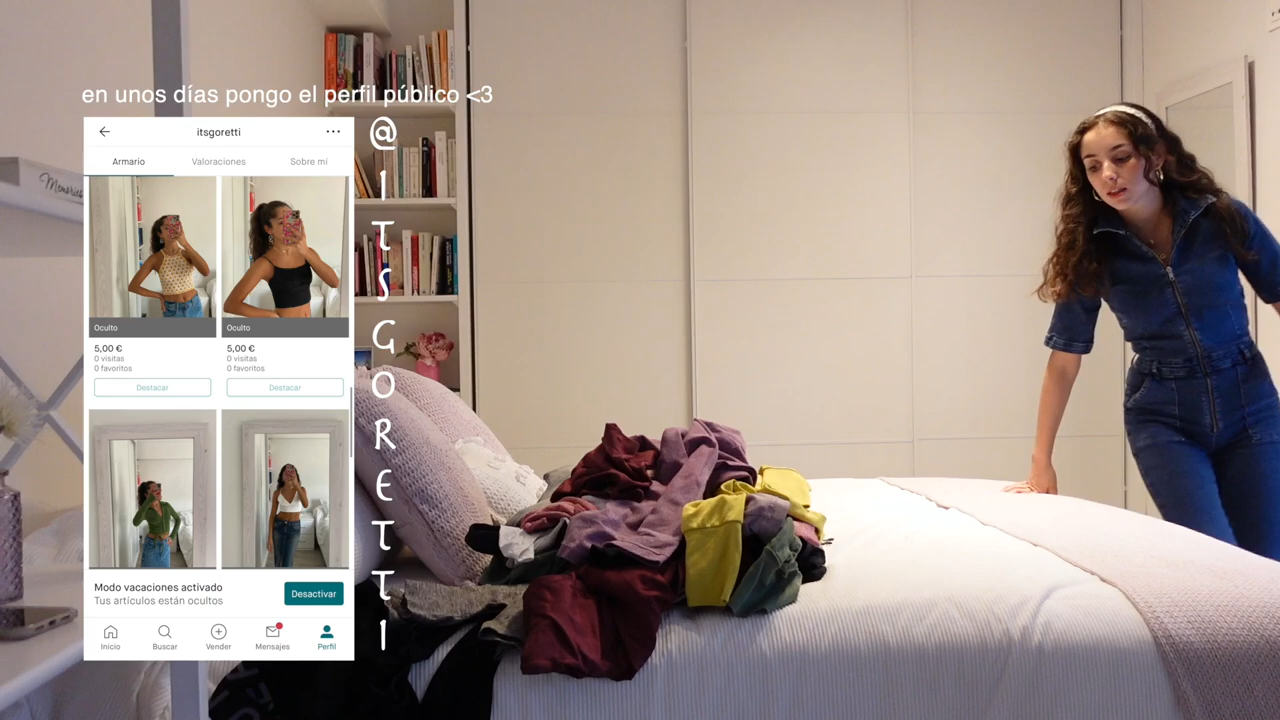 en unos días pongo el perfil público <3
itsgoretti
Armario Valoraciones Sobre mí
Oculto Oculto
5,00 € 5,00 €
0 visitas 0 visitas
0 favoritos 0 favoritos
Destacar Destacar
Modo vacaciones activado
Tus artículos están ocultos
Desactivar
Inicio Buscar Vender Mensajes Perfil
@ITSGORETTI
Memories